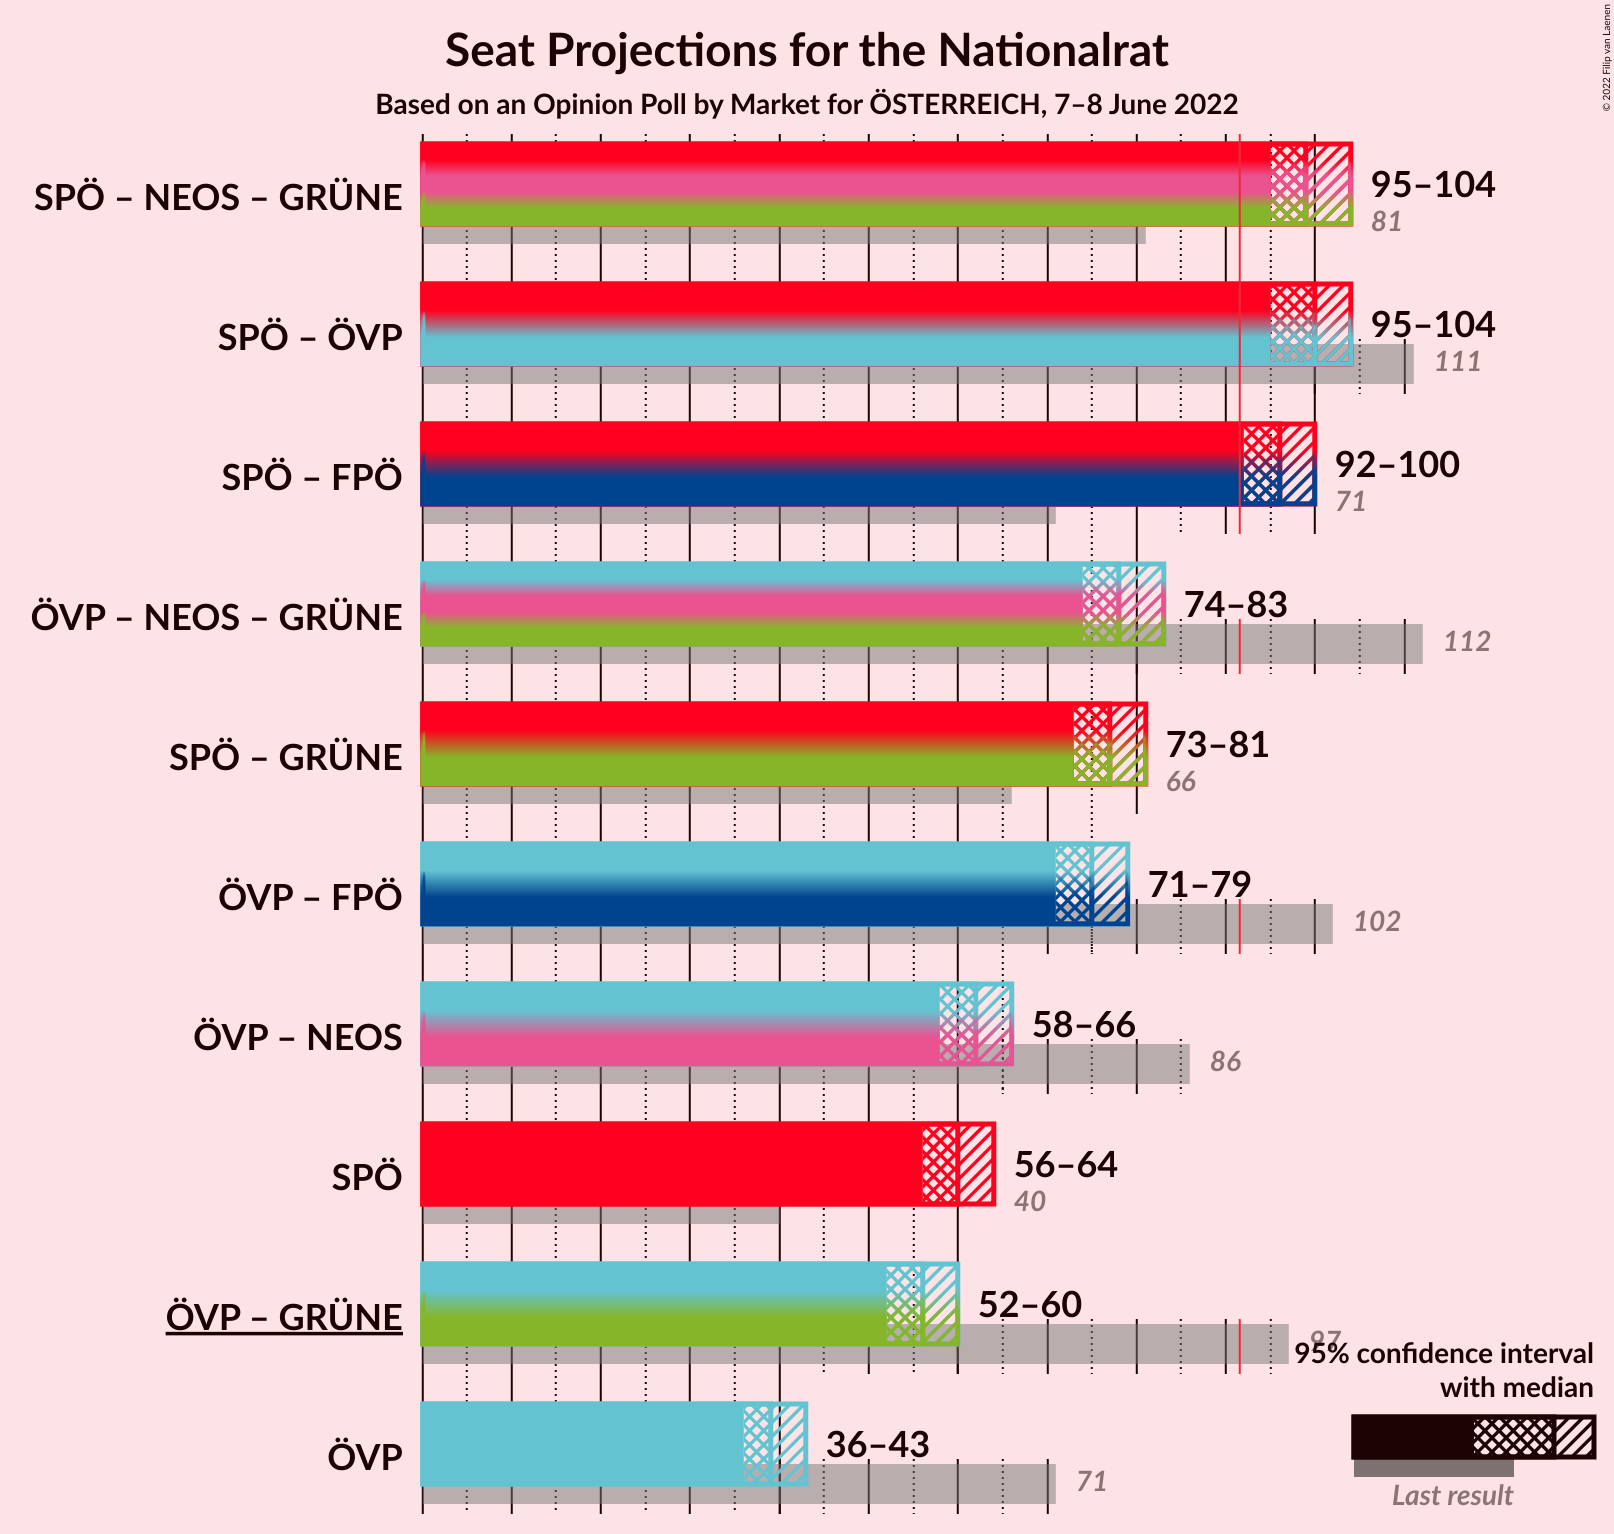 Seat Projections for the Nationalrat
Based on an Opinion Poll by Market for ÖSTERREICH, 7–8 June 2022
© 2022 Filip van Laenen
SPÖ – NEOS – GRÜNE
95–104
81
SPÖ – ÖVP
95–104
111
SPÖ – FPÖ
92–100
71
ÖVP – NEOS – GRÜNE
74–83
112
SPÖ – GRÜNE
73–81
66
ÖVP – FPÖ
71–79
102
ÖVP – NEOS
58–66
86
SPÖ
56–64
40
ÖVP – GRÜNE
52–60
97
95% confidence interval
with median
Last result
ÖVP
36–43
71